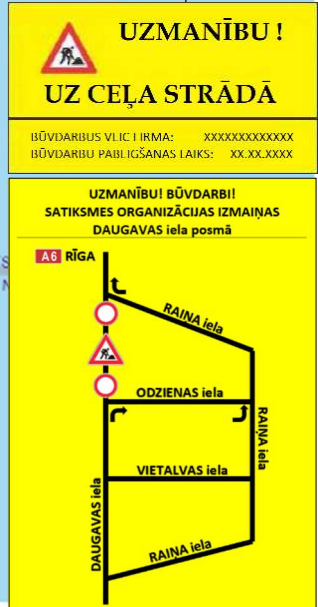 UZMANĪBU !
UZ CEĻA STRĀDĀ
BŪVDARBUS VEIC FIRMA: XXXXXXXXXXXXX
BŪVDARBU PABEIGŠANAS LAIKS: XX.XX.XXXX
UZMANĪBU! BŪVDARBI!
SATIKSMES ORGANIZĀCIJAS IZMAIŅAS
DAUGAVAS iela posmā
A6 RĪGA
RAIŅA iela
ODZIENAS iela
RAIŅA iela
VIETALVAS iela
DAUGAVAS iela
RAIŅA iela